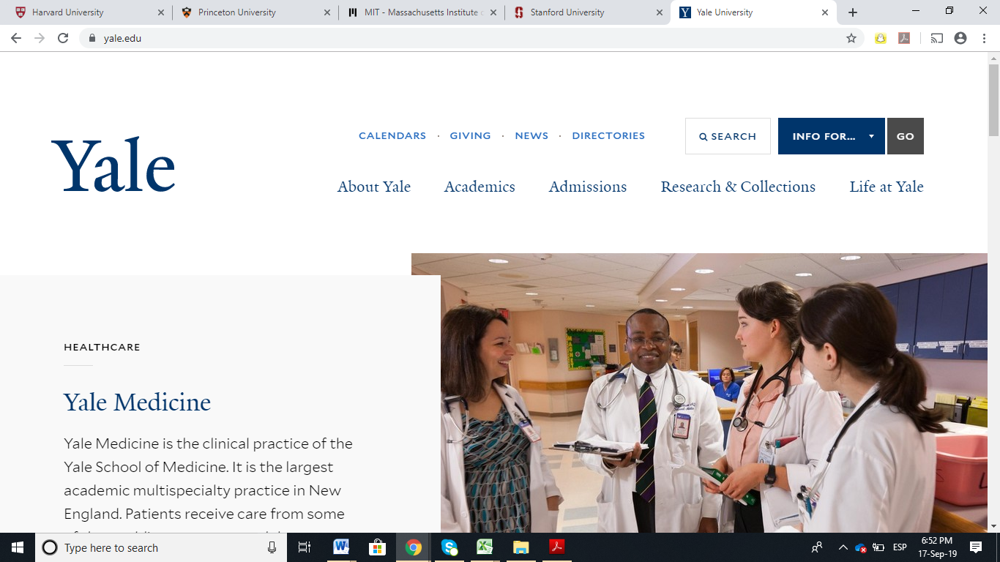 Harvard University
Princeton University
MIT - Massachusetts Institute
Stanford University
Yale University
yale.edu
CALENDARS · GIVING · NEWS · DIRECTORIES
SEARCH
INFO FOR...
GO
Yale
About Yale
Academics
Admissions
Research & Collections
Life at Yale
HEALTHCARE
Yale Medicine
Yale Medicine is the clinical practice of the
Yale School of Medicine. It is the largest
academic multispecialty practice in New
England. Patients receive care from some
MAGNET
Type here to search
ESP
6:52 PM
17-Sep-19